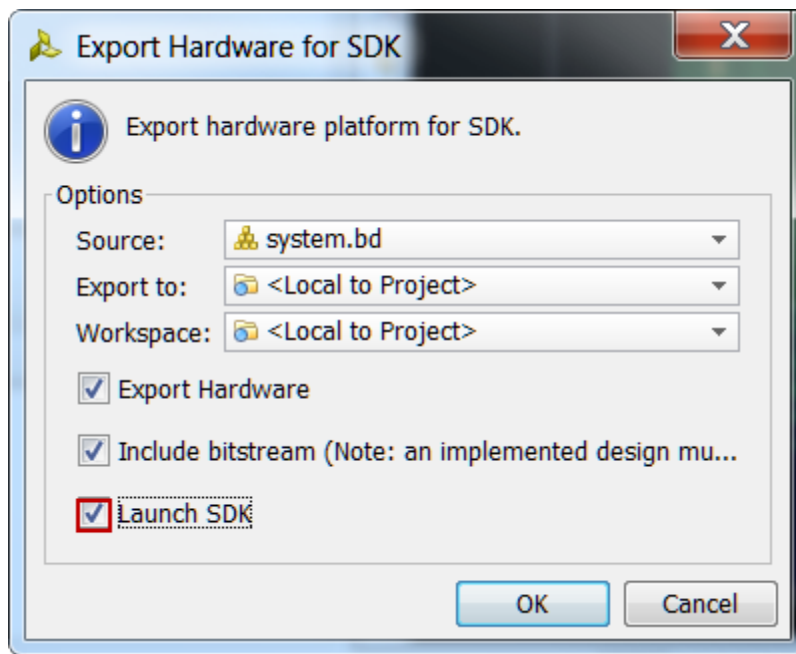 Export Hardware for SDK
Export hardware platform for SDK.
Options
Source: system.bd
Export to: <Local to Project>
Workspace: <Local to Project>
Export Hardware
Include bitstream (Note: an implemented design mu...
Launch SDK
OK Cancel